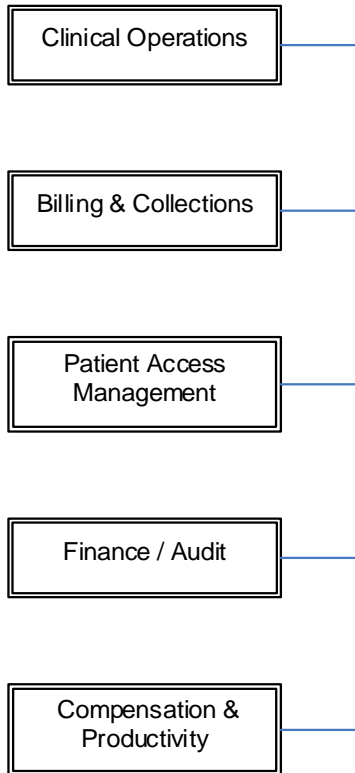 Clinical Operations
Billing & Collections
Patient Access
Management
Finance / Audit
Compensation &
Productivity